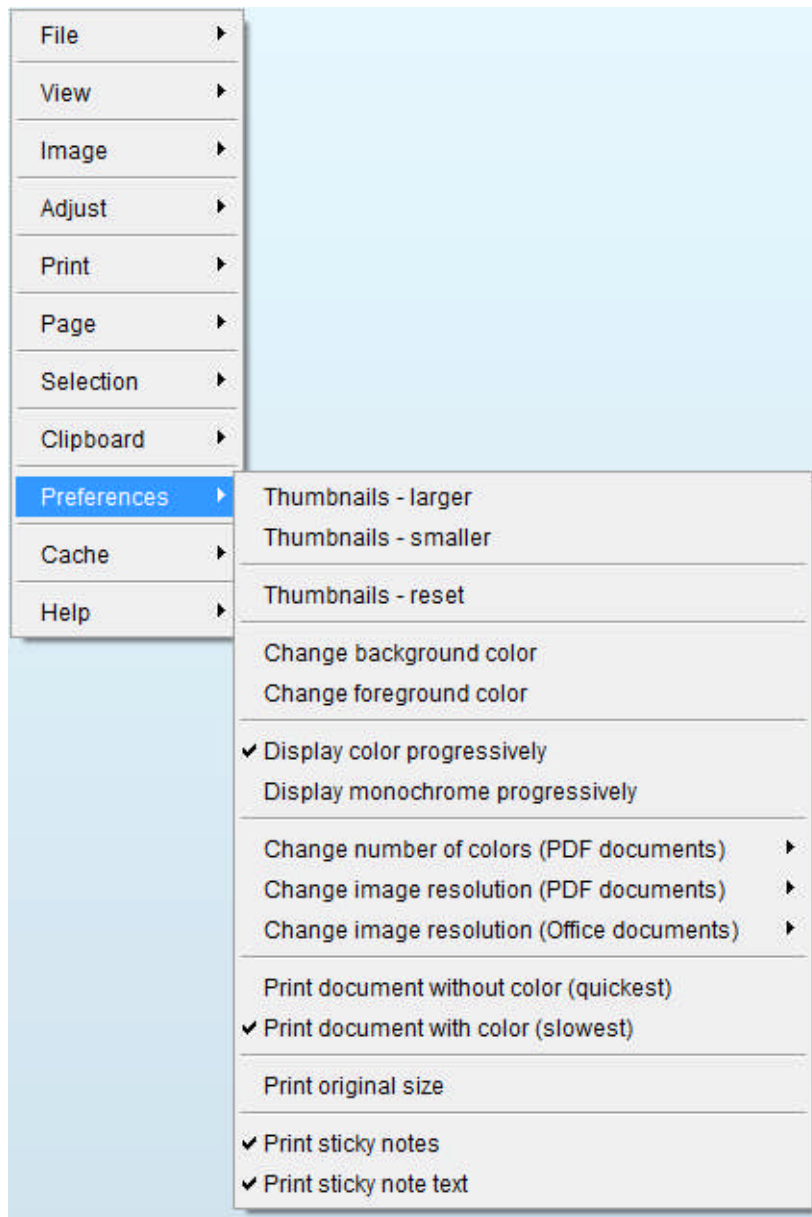 File
View
Image
Adjust
Print
Page
Selection
Clipboard
Preferences
Cache
Help
Thumbnails - larger
Thumbnails - smaller
Thumbnails - reset
Change background color
Change foreground color
Display color progressively
Display monochrome progressively
Change number of colors (PDF documents)
Change image resolution (PDF documents)
Change image resolution (Office documents)
Print document without color (quickest)
Print document with color (slowest)
Print original size
Print sticky notes
Print sticky note text